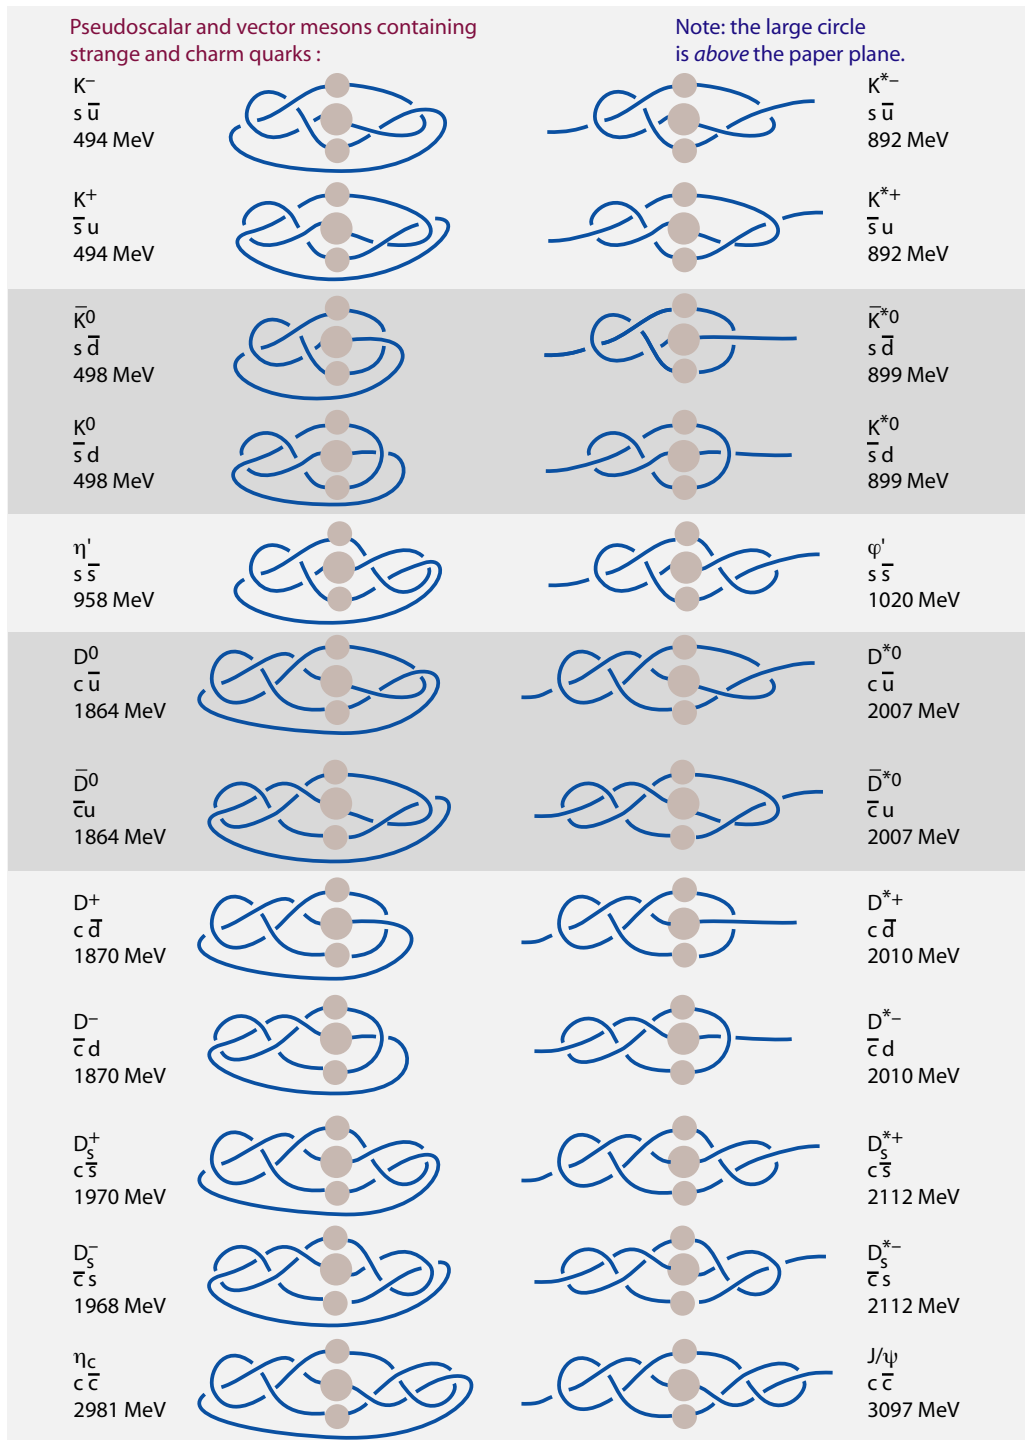 Pseudoscalar and vector mesons containing
strange and charm quarks :
Note: the large circle
is above the paper plane.
K⁻
s u̅
494 MeV
K*⁻
s u̅
892 MeV
K⁺
s̅ u
494 MeV
K*⁺
s̅ u
892 MeV
K̅⁰
s d̅
498 MeV
K̅*⁰
s d̅
899 MeV
K⁰
s̅ d
498 MeV
K*⁰
s̅ d
899 MeV
η'
s s̅
958 MeV
φ'
s s̅
1020 MeV
D⁰
c u̅
1864 MeV
D*⁰
c u̅
2007 MeV
D̅⁰
c̅u
1864 MeV
D̅*⁰
c̅ u
2007 MeV
D⁺
c d̅
1870 MeV
D*⁺
c d̅
2010 MeV
D⁻
c̅ d
1870 MeV
D*⁻
c̅ d
2010 MeV
Dₛ⁺
c s̅
1970 MeV
Dₛ*⁺
c s̅
2112 MeV
Dₛ⁻
c̅ s
1968 MeV
Dₛ*⁻
c̅ s
2112 MeV
ηc
c c̅
2981 MeV
J/ψ
c c̅
3097 MeV